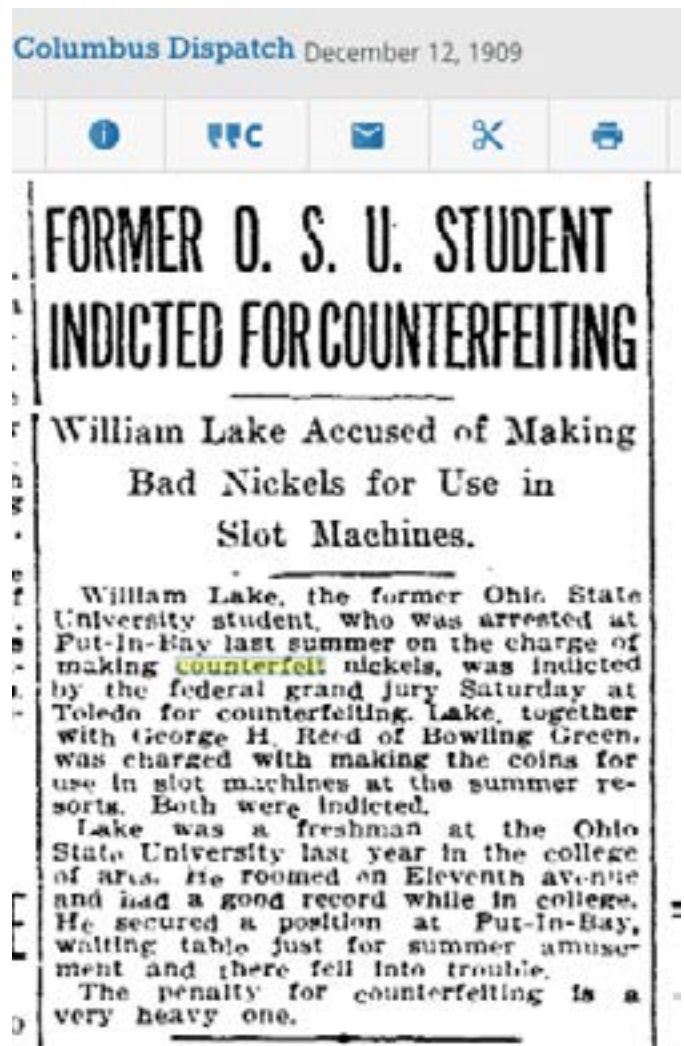 Columbus Dispatch December 12, 1909
FORMER O. S. U. STUDENT
INDICTED FOR COUNTERFEITING
William Lake Accused of Making
Bad Nickels for Use in
Slot Machines.
William Lake, the former Ohio State
University student, who was arrested at
Put-In-Bay last summer on the charge of
making counterfeit nickels, was indicted
by the federal grand jury Saturday at
Toledo for counterfeiting. Lake, together
with George H. Reed of Bowling Green,
was charged with making the coins for
use in slot machines at the summer re-
sorts. Both were indicted.
Lake was a freshman at the Ohio
State University last year in the college
of arts. He roomed on Eleventh avenue
and had a good record while in college.
He secured a position at Put-In-Bay,
waiting table just for summer amuse-
ment and there fell into trouble.
The penalty for counterfeiting is a
very heavy one.